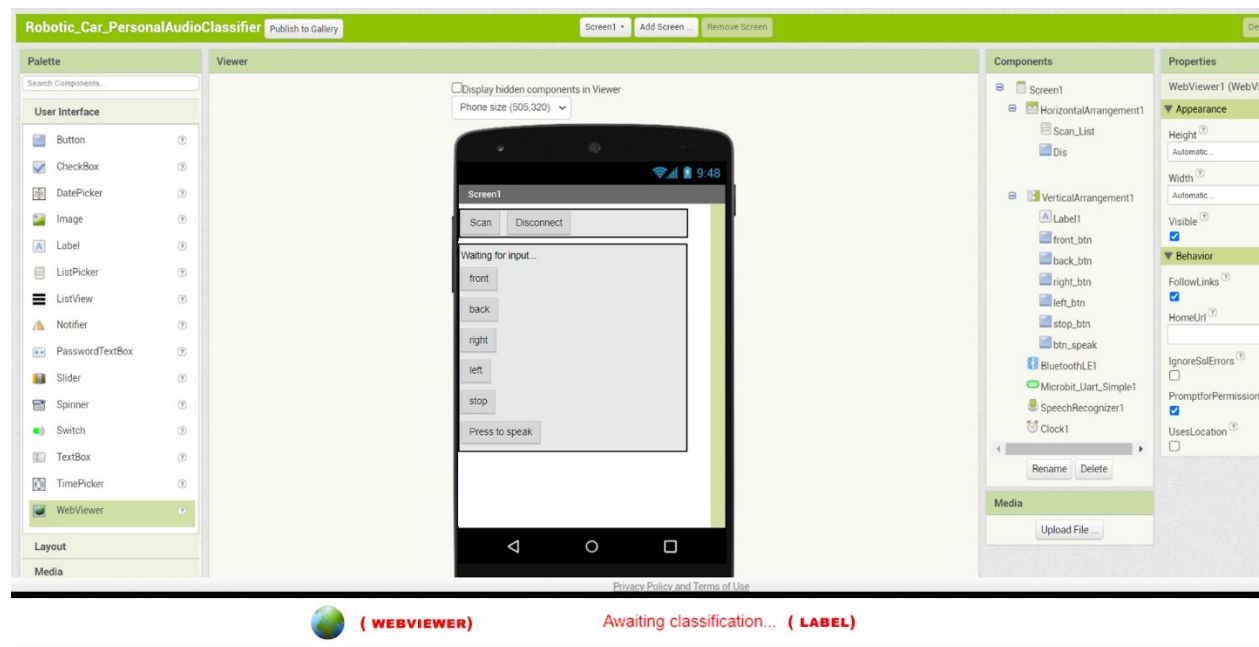 Robotic_Car_PersonalAudioClassifier Publish to Gallery Screen1 Add Screen ... Remove Screen
Palette
Search Components...
User Interface
Button
CheckBox
DatePicker
Image
Label
ListPicker
ListView
Notifier
PasswordTextBox
Slider
Spinner
Switch
TextBox
TimePicker
WebViewer
Layout
Media
Viewer
Display hidden components in Viewer
Phone size (505,320)
9:48
Screen1
Scan Disconnect
Waiting for input...
front
back
right
left
stop
Press to speak
Components
Screen1
HorizontalArrangement1
Scan_List
Dis
VerticalArrangement1
Label1
front_btn
back_btn
right_btn
left_btn
stop_btn
btn_speak
BluetoothLE1
Microbit_Uart_Simple1
SpeechRecognizer1
Clock1
Rename Delete
Media
Upload File ...
Properties
WebViewer1 (WebVi
Appearance
Height
Automatic...
Width
Automatic...
Visible
Behavior
FollowLinks
HomeUrl
IgnoreSslErrors
PromptforPermission
UsesLocation
Privacy Policy and Terms of Use
( WEBVIEWER) Awaiting classification... ( LABEL)